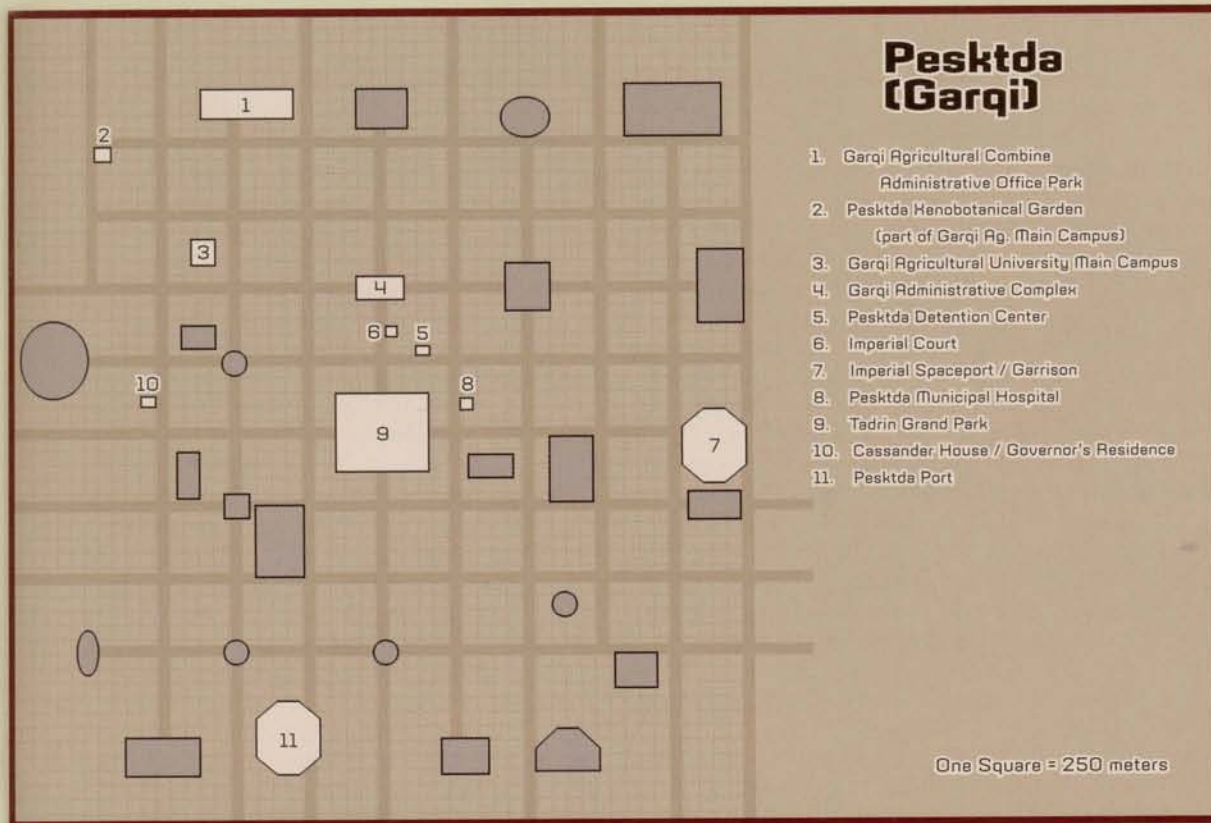 Pesktda
(Garqi)
1. Garqi Agricultural Combine
Administrative Office Park
2. Pesktda Xenobotanical Garden
(part of Garqi Ag. Main Campus)
3. Garqi Agricultural University Main Campus
4. Garqi Administrative Complex
5. Pesktda Detention Center
6. Imperial Court
7. Imperial Spaceport / Garrison
8. Pesktda Municipal Hospital
9. Tadrin Grand Park
10. Cassander House / Governor's Residence
11. Pesktda Port
1
2
3
4
6
5
10
8
9
7
11
One Square = 250 meters